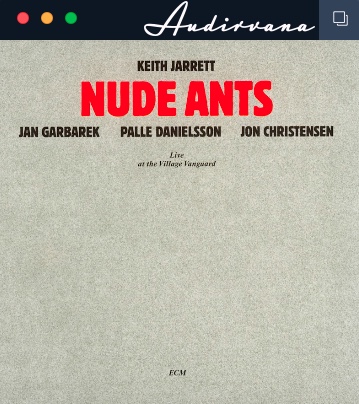 Audirvana
KEITH JARRETT
NUDE ANTS
JAN GARBAREK PALLE DANIELSSON JON CHRISTENSEN
Live
at the Village Vanguard
ECM